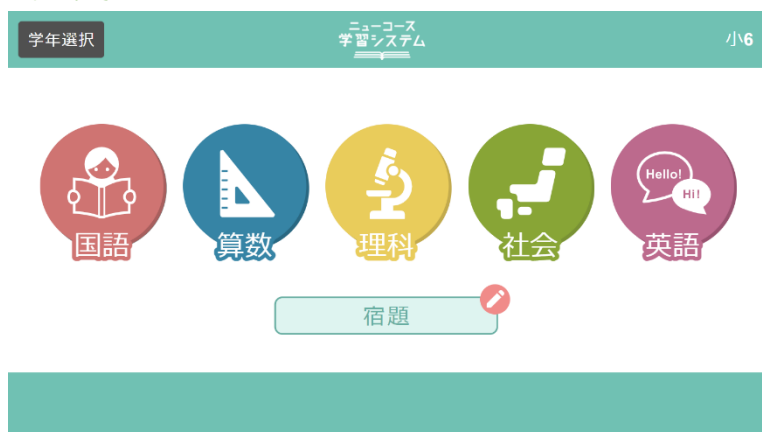 学年選択
ニューコース
学習システム
小6
Hello!
Hi!
国語
算数
理科
社会
英語
宿題